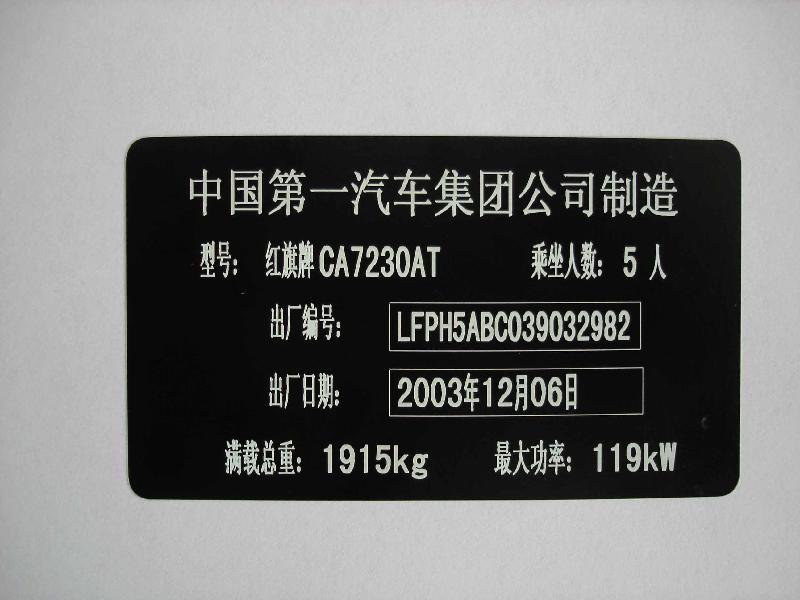 中国第一汽车集团公司制造
型号: 红旗牌CA7230AT 乘坐人数: 5 人
出厂编号: LFPH5ABC039032982
出厂日期: 2003年12月06日
满载总重: 1915kg 最大功率: 119kW